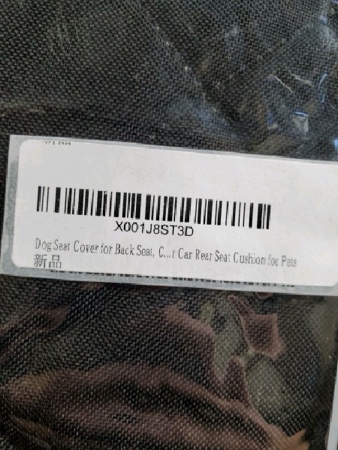 X001J8ST3D
Dog Seat Cover for Back Seat, C...r Car Rear Seat Cushion for Pets
新品